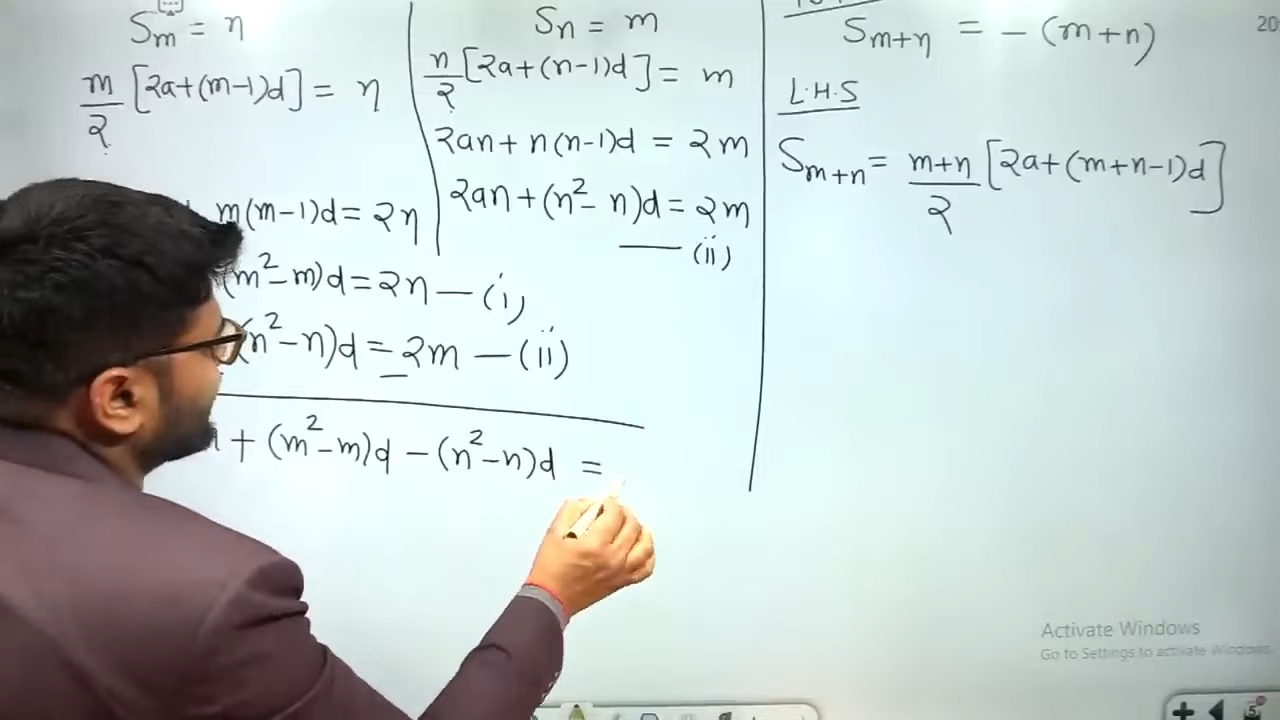 Sm = n
m/2 [2a+(m-1)d] = n
m(m-1)d = 2n
(m²-m)d = 2n — (i)
(n²-n)d = 2m — (ii)
+ (m²-m)d - (n²-n)d =
Sn = m
n/2 [2a+(n-1)d] = m
2an + n(n-1)d = 2m
2an + (n²-n)d = 2m
— (ii)
Sm+n = - (m+n)
L.H.S
Sm+n = m+n/2 [2a+(m+n-1)d]
20
Activate Windows
Go to Settings to activate Windows.
5